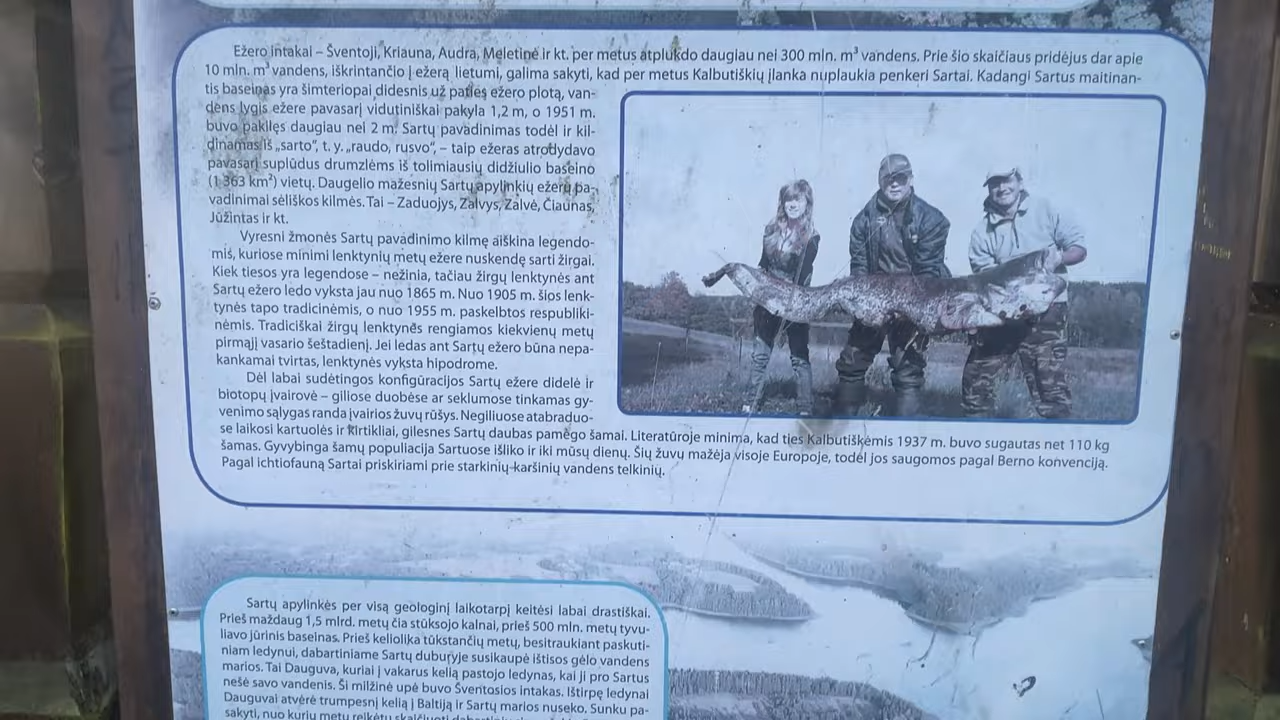 Ežero intakai – Šventoji, Kriauna, Audra, Meletinė ir kt. per metus atplukdo daugiau nei 300 mln. m³ vandens. Prie šio skaičiaus pridėjus dar apie
10 mln. m³ vandens, iškrintančio į ežerą lietumi, galima sakyti, kad per metus Kalbutiškių įlanka nuplaukia penkeri Sartai. Kadangi Sartus maitinan-
tis baseinas yra šimteriopai didesnis už paties ežero plotą, van-
dens lygis ežere pavasarį vidutiniškai pakyla 1,2 m, o 1951 m.
buvo pakilęs daugiau nei 2 m. Sartų pavadinimas todėl ir kil-
dinamas iš „sarto“, t. y. „raudo, rusvo“, – taip ežeras atrodydavo
pavasarį suplūdus drumzlėms iš tolimiausių didžiulio baseino
(1 363 km²) vietų. Daugelio mažesnių Sartų apylinkių ežerų pa-
vadinimai sėliškos kilmės. Tai – Zaduojys, Zalvys, Zalvė, Čiaunas,
Jūžintas ir kt.
Vyresni žmonės Sartų pavadinimo kilmę aiškina legendo-
mis, kuriose minimi lenktynių metų ežere nuskendę sarti žirgai.
Kiek tiesos yra legendose – nežinia, tačiau žirgų lenktynės ant
Sartų ežero ledo vyksta jau nuo 1865 m. Nuo 1905 m. šios lenk-
tynės tapo tradicinėmis, o nuo 1955 m. paskelbtos respubliki-
nėmis. Tradiciškai žirgų lenktynės rengiamos kiekvienų metų
pirmąjį vasario šeštadienį. Jei ledas ant Sartų ežero būna nepa-
kankamai tvirtas, lenktynės vyksta hipodrome.
Dėl labai sudėtingos konfigūracijos Sartų ežere didelė ir
biotopų įvairovė – giliose duobėse ar seklumose tinkamas gy-
venimo sąlygas randa įvairios žuvų rūšys. Negiliuose atabraduo-
se laikosi kartuolės ir kirtikliai, gilesnes Sartų daubas pamėgo šamai. Literatūroje minima, kad ties Kalbutiškėmis 1937 m. buvo sugautas net 110 kg
šamas. Gyvybinga šamų populiacija Sartuose išliko ir iki mūsų dienų. Šių žuvų mažėja visoje Europoje, todėl jos saugomos pagal Berno konvenciją.
Pagal ichtiofauną Sartai priskiriami prie starkinių-karšinių vandens telkinių.
Sartų apylinkės per visą geologinį laikotarpį keitėsi labai drastiškai.
Prieš maždaug 1,5 mlrd. metų čia stūksojo kalnai, prieš 500 mln. metų tyvu-
liavo jūrinis baseinas. Prieš keliolika tūkstančių metų, besitraukiant paskuti-
niam ledynui, dabartiniame Sartų duburyje susikaupė ištisos gėlo vandens
marios. Tai Dauguva, kuriai į vakarus kelią pastojo ledynas, kai ji pro Sartus
nešė savo vandenis. Ši milžinė upė buvo Šventosios intakas. Ištirpę ledynai
Dauguvai atvėrė trumpesnį kelią į Baltiją ir Sartų marios nuseko. Sunku pa-
sakyti, nuo kurių metų reikėtų skaičiuoti